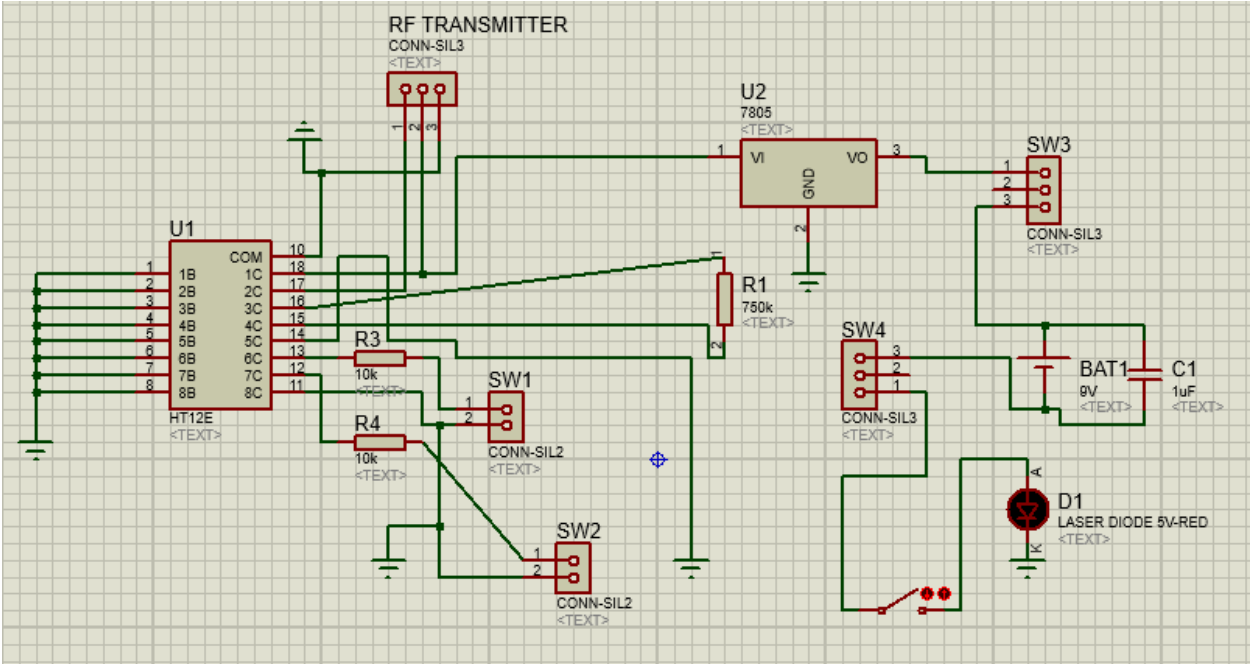 RF TRANSMITTER
CONN-SIL3
<TEXT>
1 2 3
U2
7805
<TEXT>
1 VI VO 3
GND
2
SW3
1
2
3
CONN-SIL3
<TEXT>
U1
COM 10
1 1B 1C 18
2 2B 2C 17
3 3B 3C 16
4 4B 4C 15
5 5B 5C 14
6 6B 6C 13
7 7B 7C 12
8 8B 8C 11
HT12E
<TEXT>
1
R1
750k
<TEXT>
2
R3
10k
<TEXT>
SW1
1
2
CONN-SIL2
<TEXT>
R4
10k
<TEXT>
SW2
1
2
CONN-SIL2
<TEXT>
SW4
3
2
1
CONN-SIL3
<TEXT>
BAT1
9V
<TEXT>
C1
1uF
<TEXT>
A
D1
LASER DIODE 5V-RED
<TEXT>
K